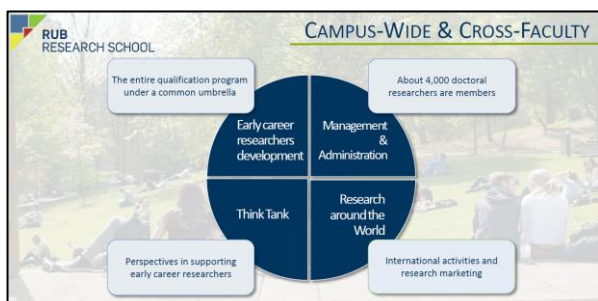 RUB
RESEARCH SCHOOL
CAMPUS-WIDE & CROSS-FACULTY
The entire qualification program
under a common umbrella
About 4,000 doctoral
researchers are members
Early career
researchers
development
Management
&
Administration
Think Tank
Research
around the
World
Perspectives in supporting
early career researchers
International activities and
research marketing